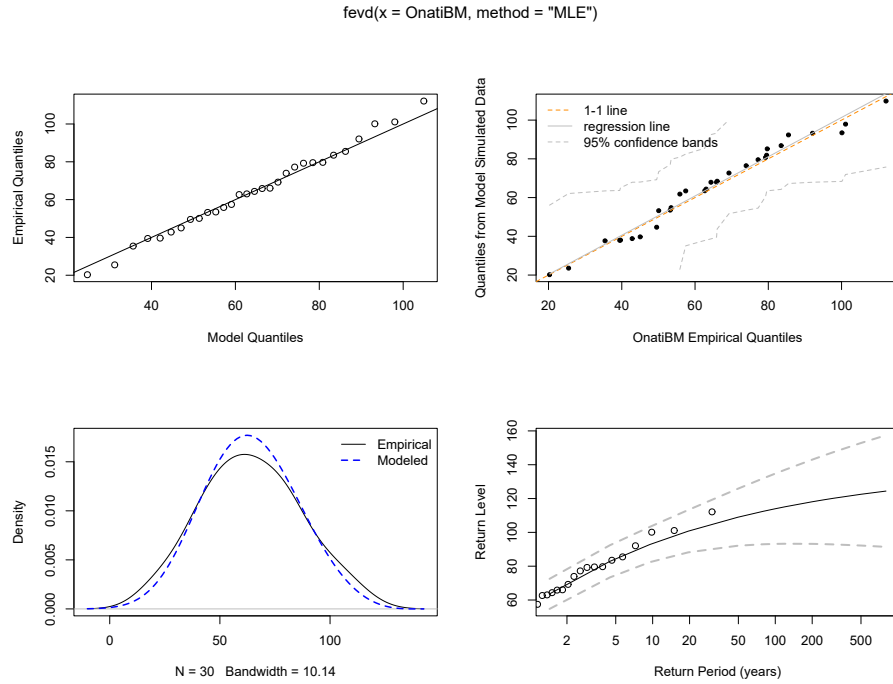 fevd(x = OnatiBM, method = "MLE")
Empirical Quantiles
100
80
60
40
20
40
60
80
100
Model Quantiles
Quantiles from Model Simulated Data
100
80
60
40
20
1-1 line
regression line
95% confidence bands
20
40
60
80
100
OnatiBM Empirical Quantiles
Density
0.015
0.010
0.005
0.000
Empirical
Modeled
0
50
100
N = 30 Bandwidth = 10.14
Return Level
160
140
120
100
80
60
2
5
10
20
50
100
200
500
Return Period (years)